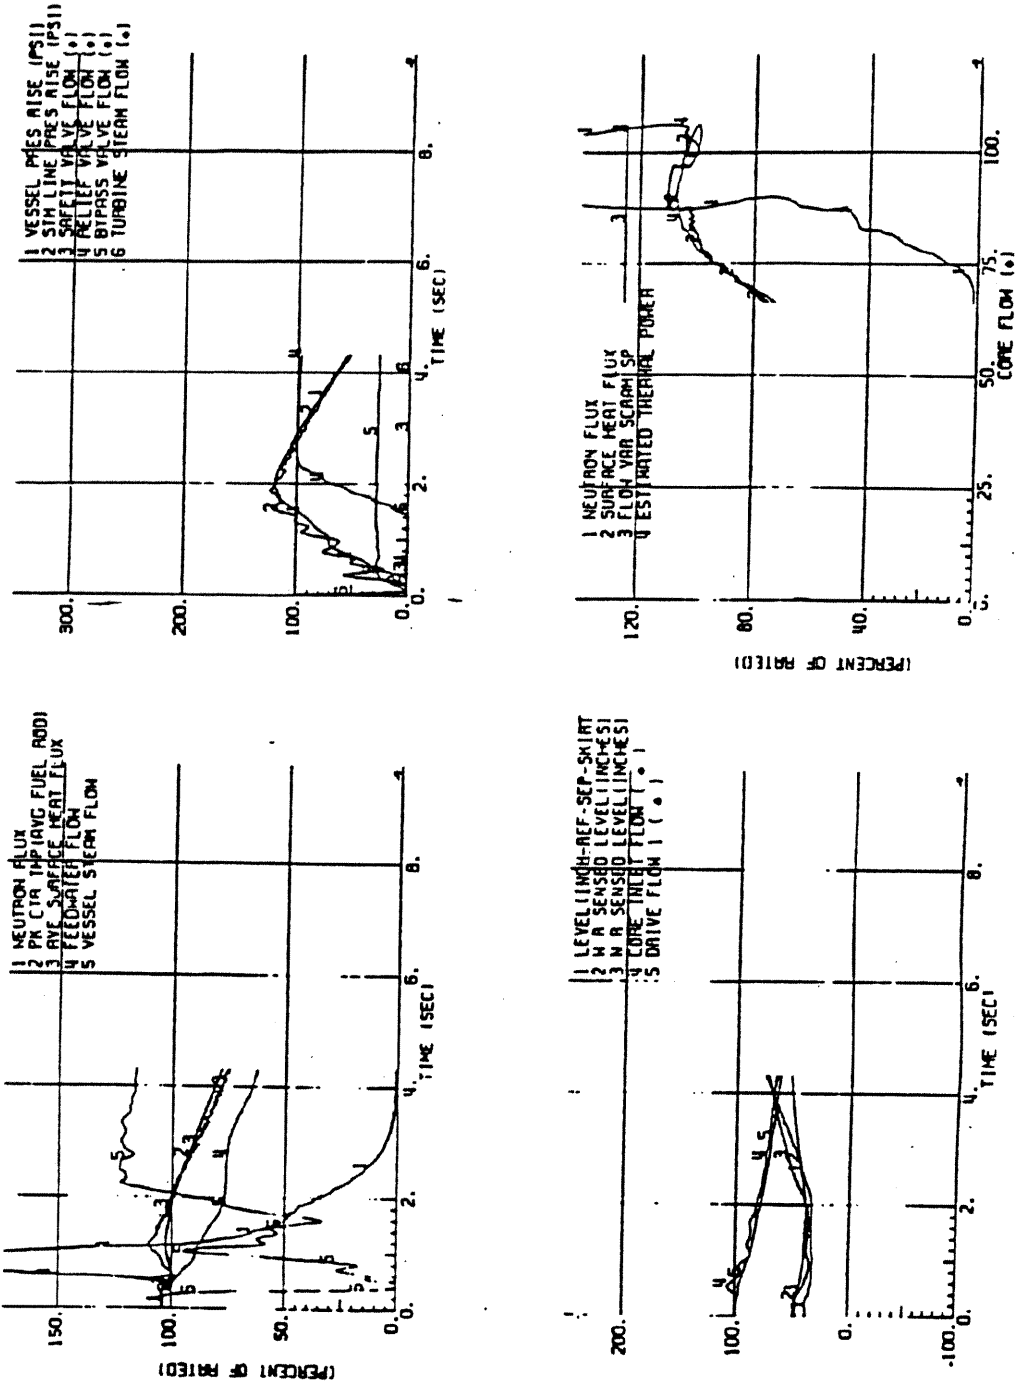 1 NEUTRON FLUX
2 PK CTR TMP(AVG FUEL ROD)
3 AVE SURFACE HEAT FLUX
4 FEEDWATER FLOW
5 VESSEL STEAM FLOW
150.
100.
50.
0.
(PERCENT OF RATED)
0.
2.
4.
6.
8.
TIME (SEC)
1 VESSEL PRES RISE (PSI)
2 STM LINE PRES RISE (PSI)
3 SAFETY VALVE FLOW (%)
4 RELIEF VALVE FLOW (%)
5 BYPASS VALVE FLOW (%)
6 TURBINE STEAM FLOW (%)
300.
200.
100.
0.
0.
2.
4.
6.
8.
TIME (SEC)
1 LEVEL(INCH-REF-SEP-SKIRT
2 W R SENSED LEVEL(INCHES)
3 N R SENSED LEVEL(INCHES)
4 CORE INLET FLOW (%)
5 DRIVE FLOW 1 (%)
200.
100.
0.
-100.
0.
2.
4.
6.
8.
TIME (SEC)
1 NEUTRON FLUX
2 SURFACE HEAT FLUX
3 FLOW VAR SCRAM SP
4 ESTIMATED THERMAL POWER
120.
80.
40.
0.
(PERCENT OF RATED)
25.
50.
75.
100.
CORE FLOW (%)